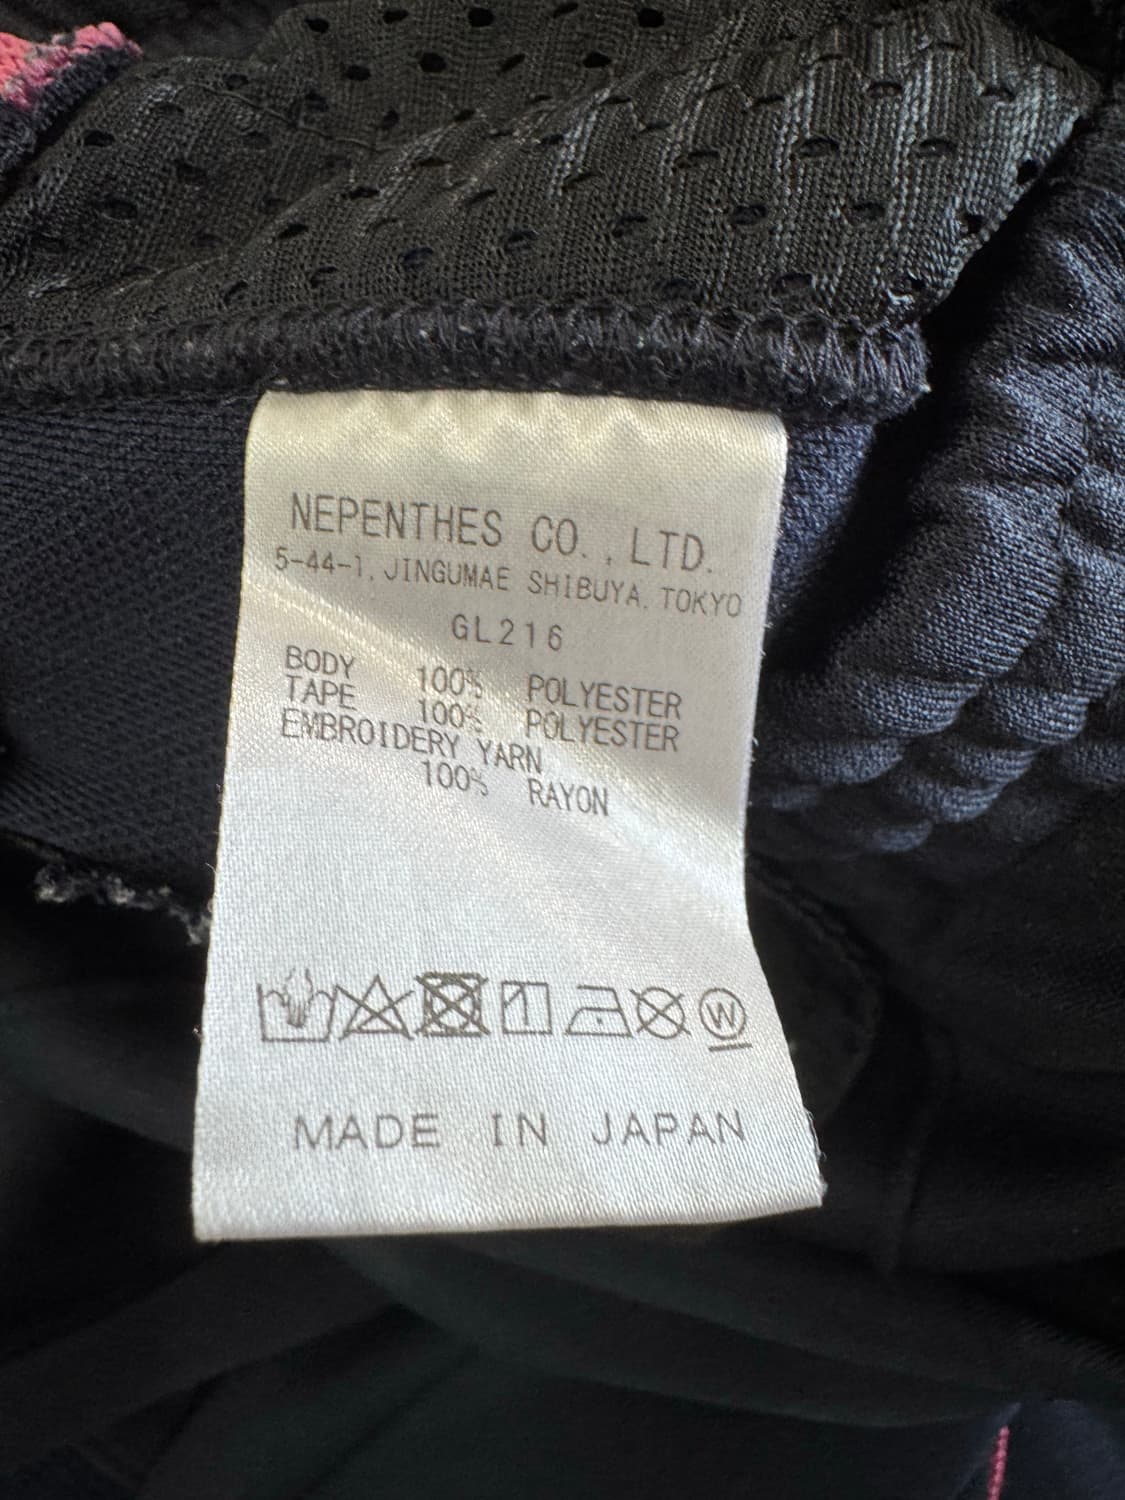 NEPENTHES CO., LTD.
5-44-1, JINGUMAE SHIBUYA, TOKYO
GL216
BODY 100% POLYESTER
TAPE 100% POLYESTER
EMBROIDERY YARN
100% RAYON
W
MADE IN JAPAN